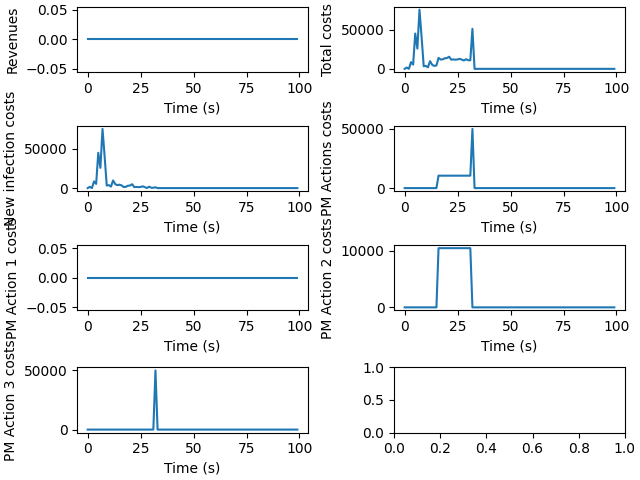 Revenues
0.05
0.00
−0.05
0 25 50 75 100
Time (s)
Total costs
50000
0
0 25 50 75 100
Time (s)
New infection costs
50000
0
0 25 50 75 100
Time (s)
PM Actions costs
50000
0
0 25 50 75 100
Time (s)
PM Action 1 costs
0.05
0.00
−0.05
0 25 50 75 100
Time (s)
PM Action 2 costs
10000
0
0 25 50 75 100
Time (s)
PM Action 3 costs
50000
0
0 25 50 75 100
Time (s)
1.0
0.5
0.0
0.0 0.2 0.4 0.6 0.8 1.0